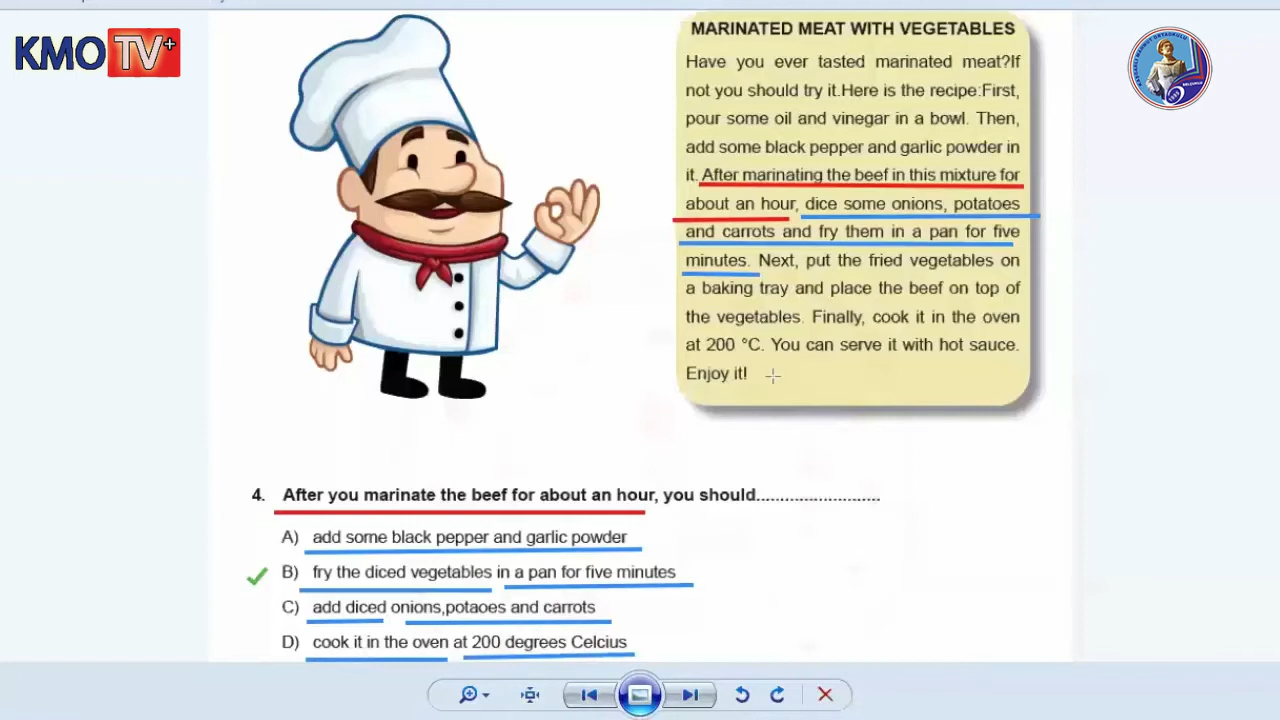 KMO TV+
MARINATED MEAT WITH VEGETABLES
Have you ever tasted marinated meat?If
not you should try it.Here is the recipe:First,
pour some oil and vinegar in a bowl. Then,
add some black pepper and garlic powder in
it. After marinating the beef in this mixture for
about an hour, dice some onions, potatoes
and carrots and fry them in a pan for five
minutes. Next, put the fried vegetables on
a baking tray and place the beef on top of
the vegetables. Finally, cook it in the oven
at 200 °C. You can serve it with hot sauce.
Enjoy it!
4. After you marinate the beef for about an hour, you should..........................
A) add some black pepper and garlic powder
B) fry the diced vegetables in a pan for five minutes
C) add diced onions,potaoes and carrots
D) cook it in the oven at 200 degrees Celcius